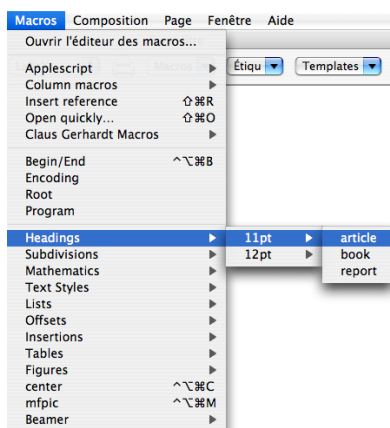 Macros Composition Page Fenêtre Aide
Ouvrir l'éditeur des macros...
Étiqu Templates
Applescript
Column macros
Insert reference ⇧⌘R
Open quickly... ⇧⌘O
Claus Gerhardt Macros
Begin/End ^⌥⌘B
Encoding
Root
Program
Headings 11pt article
Subdivisions 12pt book
Mathematics report
Text Styles
Lists
Offsets
Insertions
Tables
Figures
center ^⌥⌘C
mfpic ^⌥⌘M
Beamer